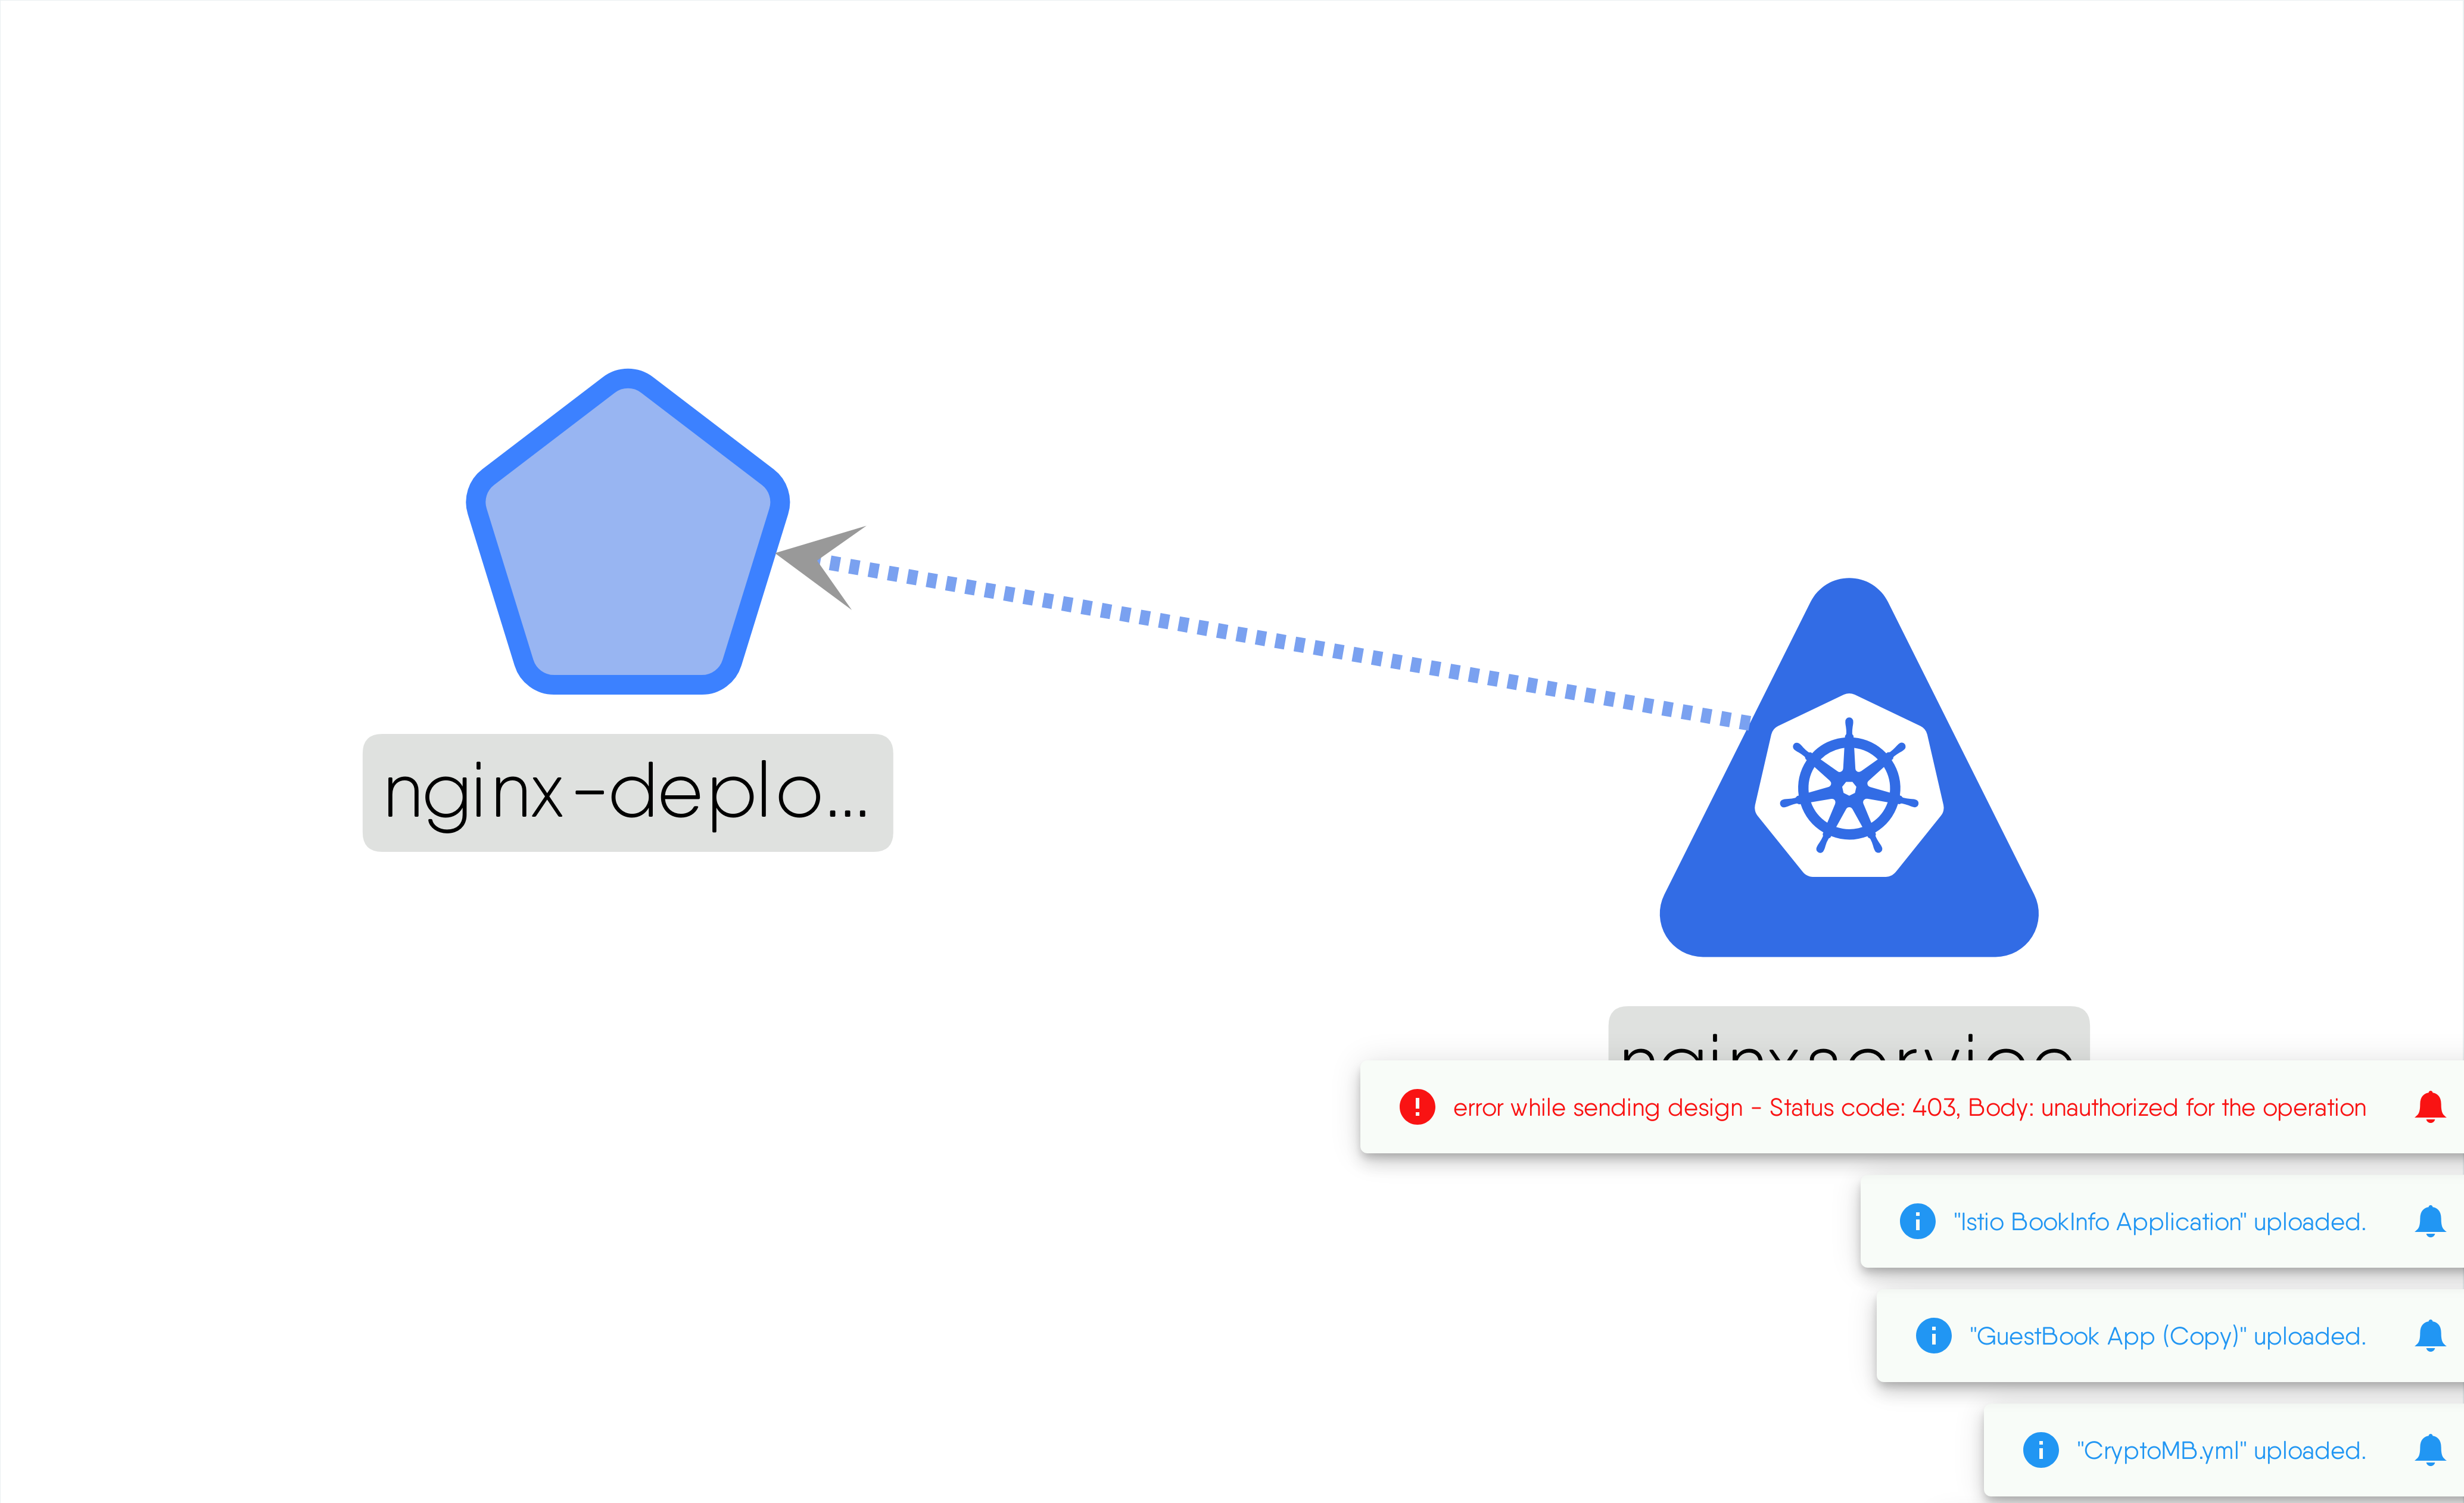 nginx-deplo...
nginxservice
error while sending design - Status code: 403, Body: unauthorized for the operation
"Istio BookInfo Application" uploaded.
"GuestBook App (Copy)" uploaded.
"CryptoMB.yml" uploaded.